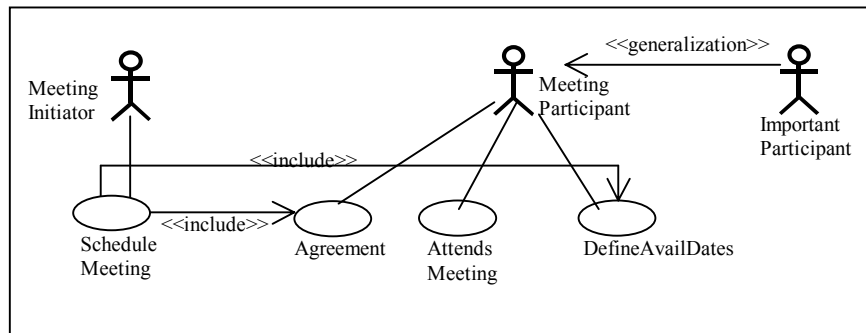 <<generalization>>
Meeting
Initiator
Meeting
Participant
Important
Participant
<<include>>
<<include>>
Schedule
Meeting
Agreement
Attends
Meeting
DefineAvailDates